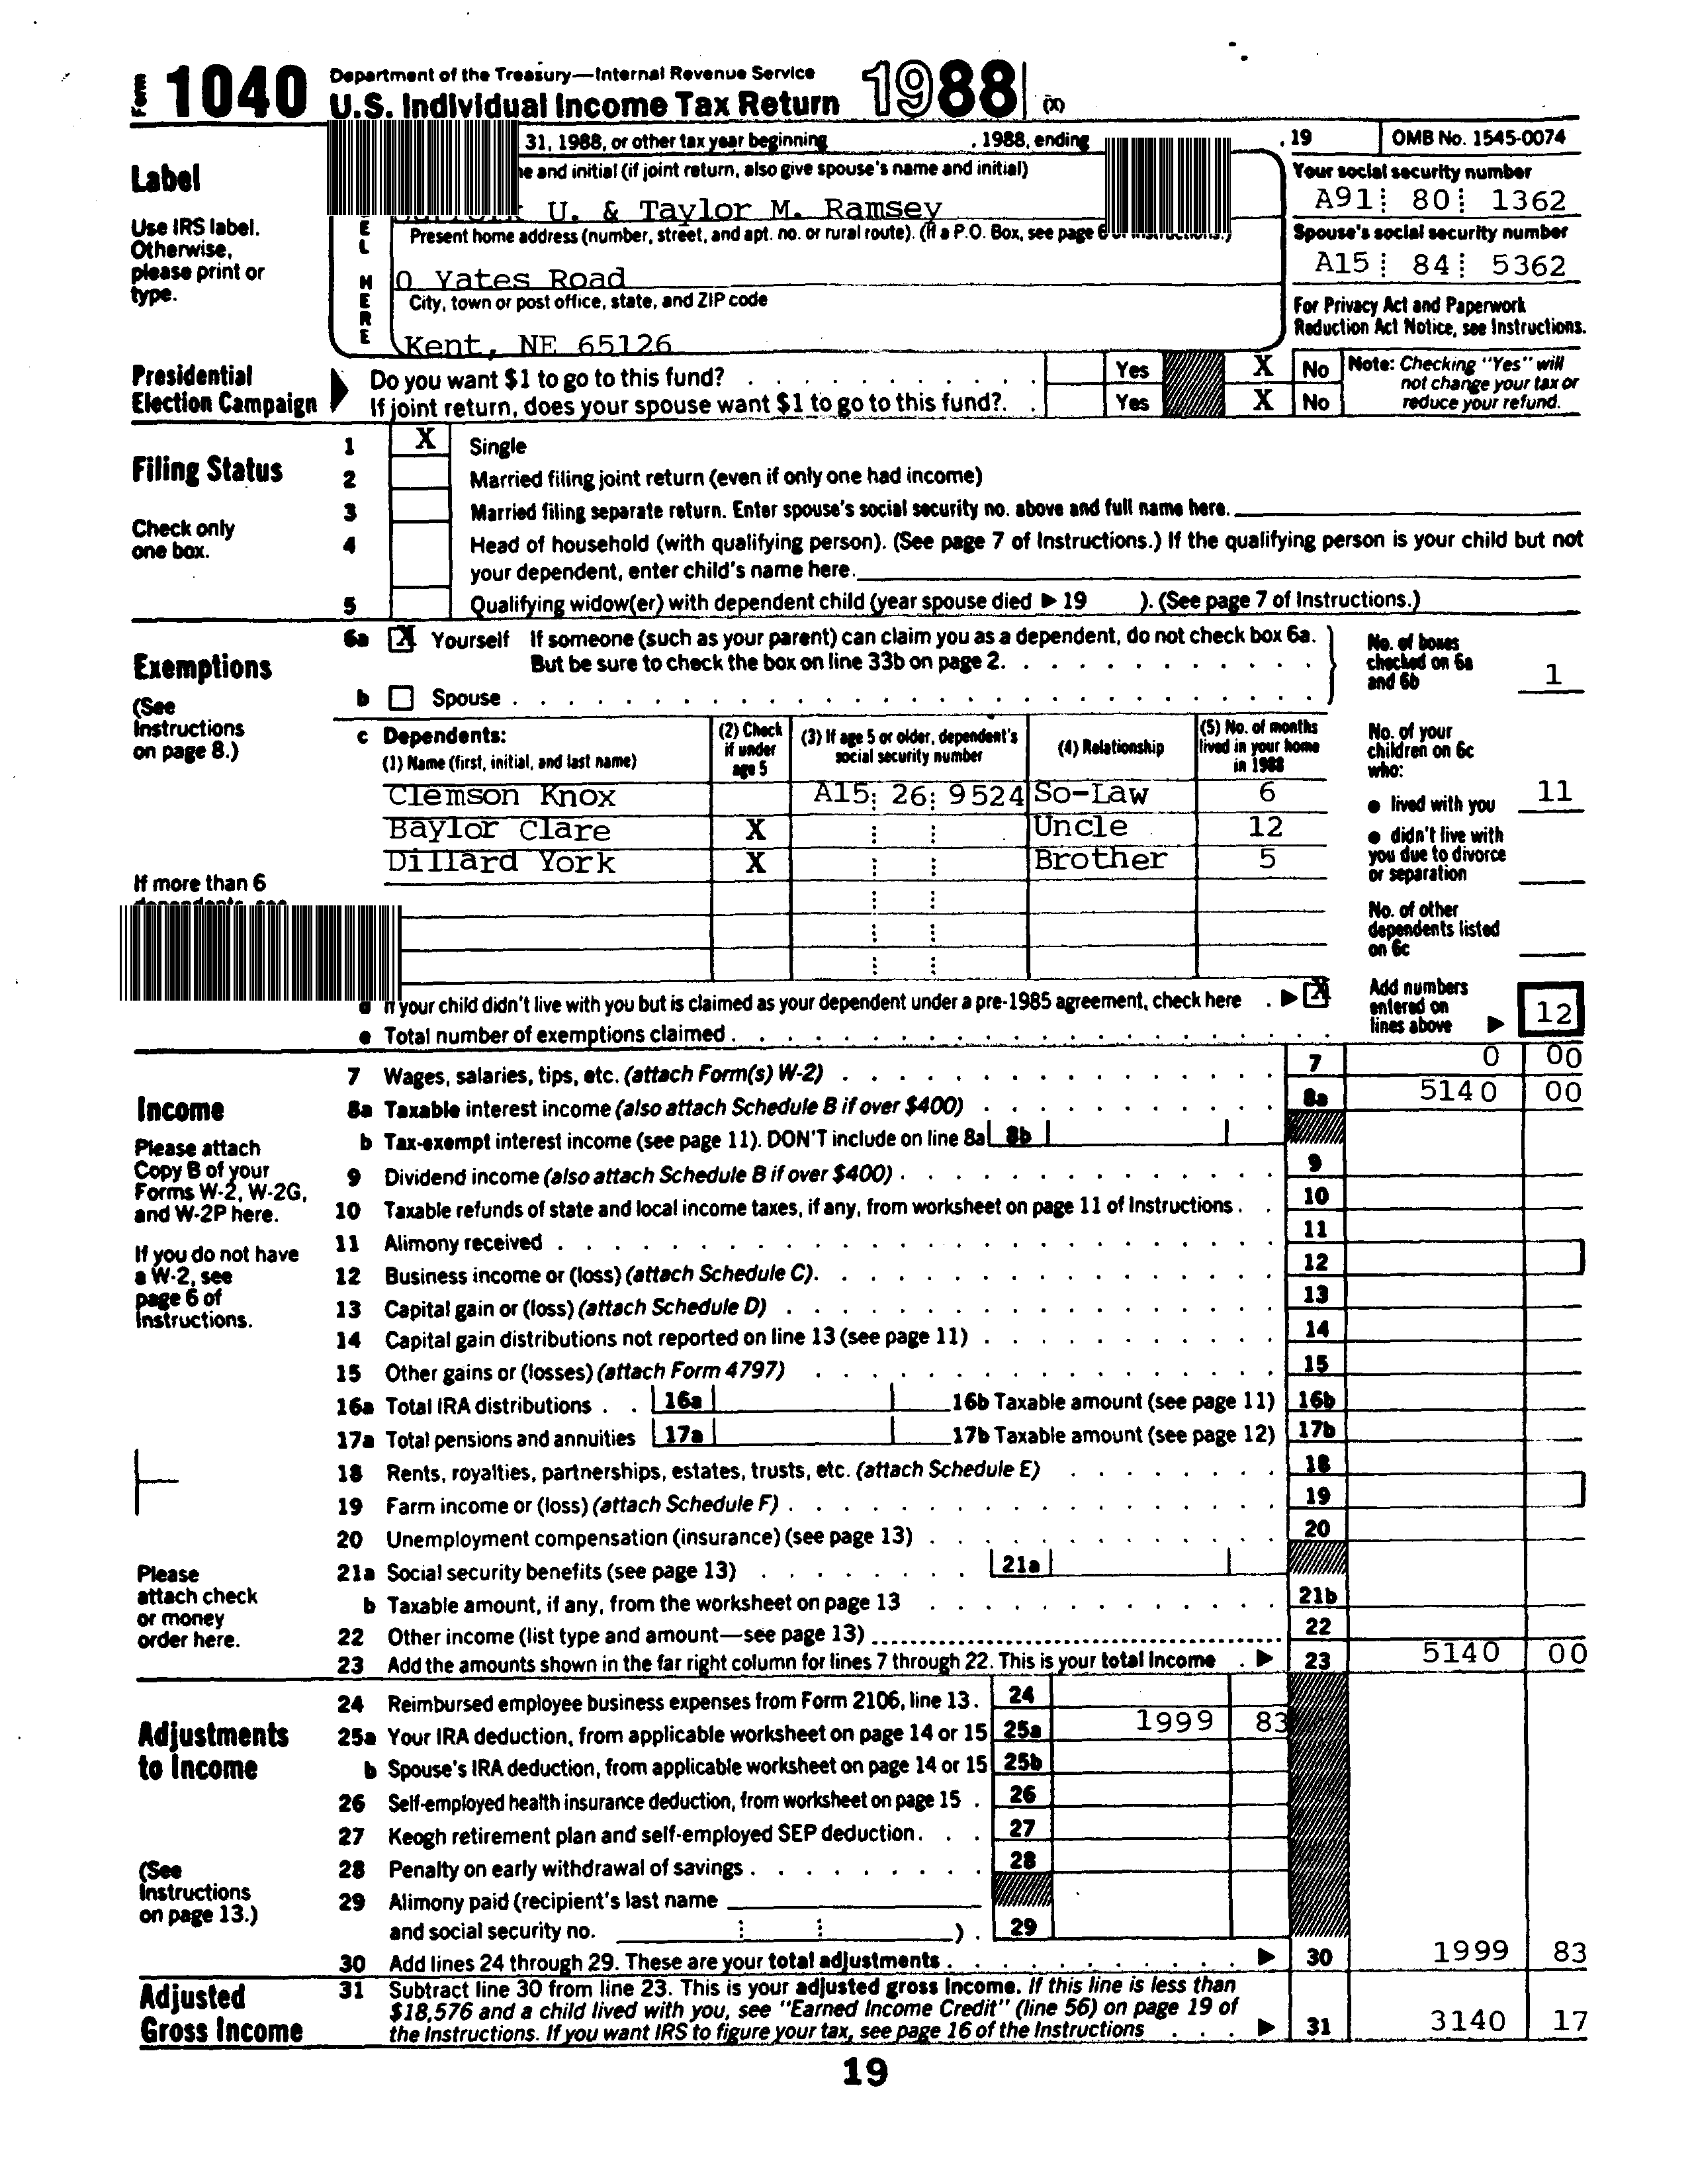 Form 1040 Department of the Treasury—Internal Revenue Service
U.S. Individual Income Tax Return 1988 (X)
31, 1988, or other tax year beginning , 1988, ending , 19 OMB No. 1545-0074
Label
Use IRS label. Otherwise, please print or type.
and initial (if joint return, also give spouse's name and initial)
U. & Taylor M. Ramsey
Your social security number
A91 80 1362
Present home address (number, street, and apt. no. or rural route). (If a P.O. Box, see page 6
0 Yates Road
Spouse's social security number
A15 84 5362
City, town or post office, state, and ZIP code
Kent, NE 65126
HERE
For Privacy Act and Paperwork Reduction Act Notice, see Instructions.
Presidential Election Campaign
Do you want $1 to go to this fund? Yes X No
If joint return, does your spouse want $1 to go to this fund? Yes X No
Note: Checking "Yes" will not change your tax or reduce your refund.
Filing Status
Check only one box.
1 X Single
2 Married filing joint return (even if only one had income)
3 Married filing separate return. Enter spouse's social security no. above and full name here.
4 Head of household (with qualifying person). (See page 7 of Instructions.) If the qualifying person is your child but not
your dependent, enter child's name here.
5 Qualifying widow(er) with dependent child (year spouse died ▶ 19 ). (See page 7 of Instructions.)
Exemptions
(See Instructions on page 8.)
6a X Yourself If someone (such as your parent) can claim you as a dependent, do not check box 6a.
But be sure to check the box on line 33b on page 2.
b Spouse
No. of boxes checked on 6a and 6b 1
c Dependents:
(1) Name (first, initial, and last name) (2) Check if under age 5 (3) If age 5 or older, dependent's social security number (4) Relationship (5) No. of months lived in your home in 1988
Clemson Knox A15 26 9524 So-Law 6
Baylor Clare X Uncle 12
Dillard York X Brother 5
No. of your children on 6c who:
● lived with you 11
● didn't live with you due to divorce or separation
No. of other dependents listed on 6c
If more than 6
your child didn't live with you but is claimed as your dependent under a pre-1985 agreement, check here ▶ X
e Total number of exemptions claimed
Add numbers entered on lines above ▶ 12
Income
Please attach Copy B of your Forms W-2, W-2G, and W-2P here.
If you do not have a W-2, see page 6 of Instructions.
7 Wages, salaries, tips, etc. (attach Form(s) W-2) 7 0 00
8a Taxable interest income (also attach Schedule B if over $400) 8a 5140 00
b Tax-exempt interest income (see page 11). DON'T include on line 8a 8b
9 Dividend income (also attach Schedule B if over $400) 9
10 Taxable refunds of state and local income taxes, if any, from worksheet on page 11 of Instructions 10
11 Alimony received 11
12 Business income or (loss) (attach Schedule C) 12
13 Capital gain or (loss) (attach Schedule D) 13
14 Capital gain distributions not reported on line 13 (see page 11) 14
15 Other gains or (losses) (attach Form 4797) 15
16a Total IRA distributions 16a 16b Taxable amount (see page 11) 16b
17a Total pensions and annuities 17a 17b Taxable amount (see page 12) 17b
18 Rents, royalties, partnerships, estates, trusts, etc. (attach Schedule E) 18
19 Farm income or (loss) (attach Schedule F) 19
20 Unemployment compensation (insurance) (see page 13) 20
21a Social security benefits (see page 13) 21a
b Taxable amount, if any, from the worksheet on page 13 21b
22 Other income (list type and amount—see page 13) 22
23 Add the amounts shown in the far right column for lines 7 through 22. This is your total income ▶ 23 5140 00
Please attach check or money order here.
Adjustments to Income
(See Instructions on page 13.)
24 Reimbursed employee business expenses from Form 2106, line 13 24
25a Your IRA deduction, from applicable worksheet on page 14 or 15 25a 1999 83
b Spouse's IRA deduction, from applicable worksheet on page 14 or 15 25b
26 Self-employed health insurance deduction, from worksheet on page 15 26
27 Keogh retirement plan and self-employed SEP deduction 27
28 Penalty on early withdrawal of savings 28
29 Alimony paid (recipient's last name
and social security no. ) 29
30 Add lines 24 through 29. These are your total adjustments ▶ 30 1999 83
Adjusted Gross Income
31 Subtract line 30 from line 23. This is your adjusted gross income. If this line is less than
$18,576 and a child lived with you, see "Earned Income Credit" (line 56) on page 19 of
the Instructions. If you want IRS to figure your tax, see page 16 of the Instructions ▶ 31 3140 17
19